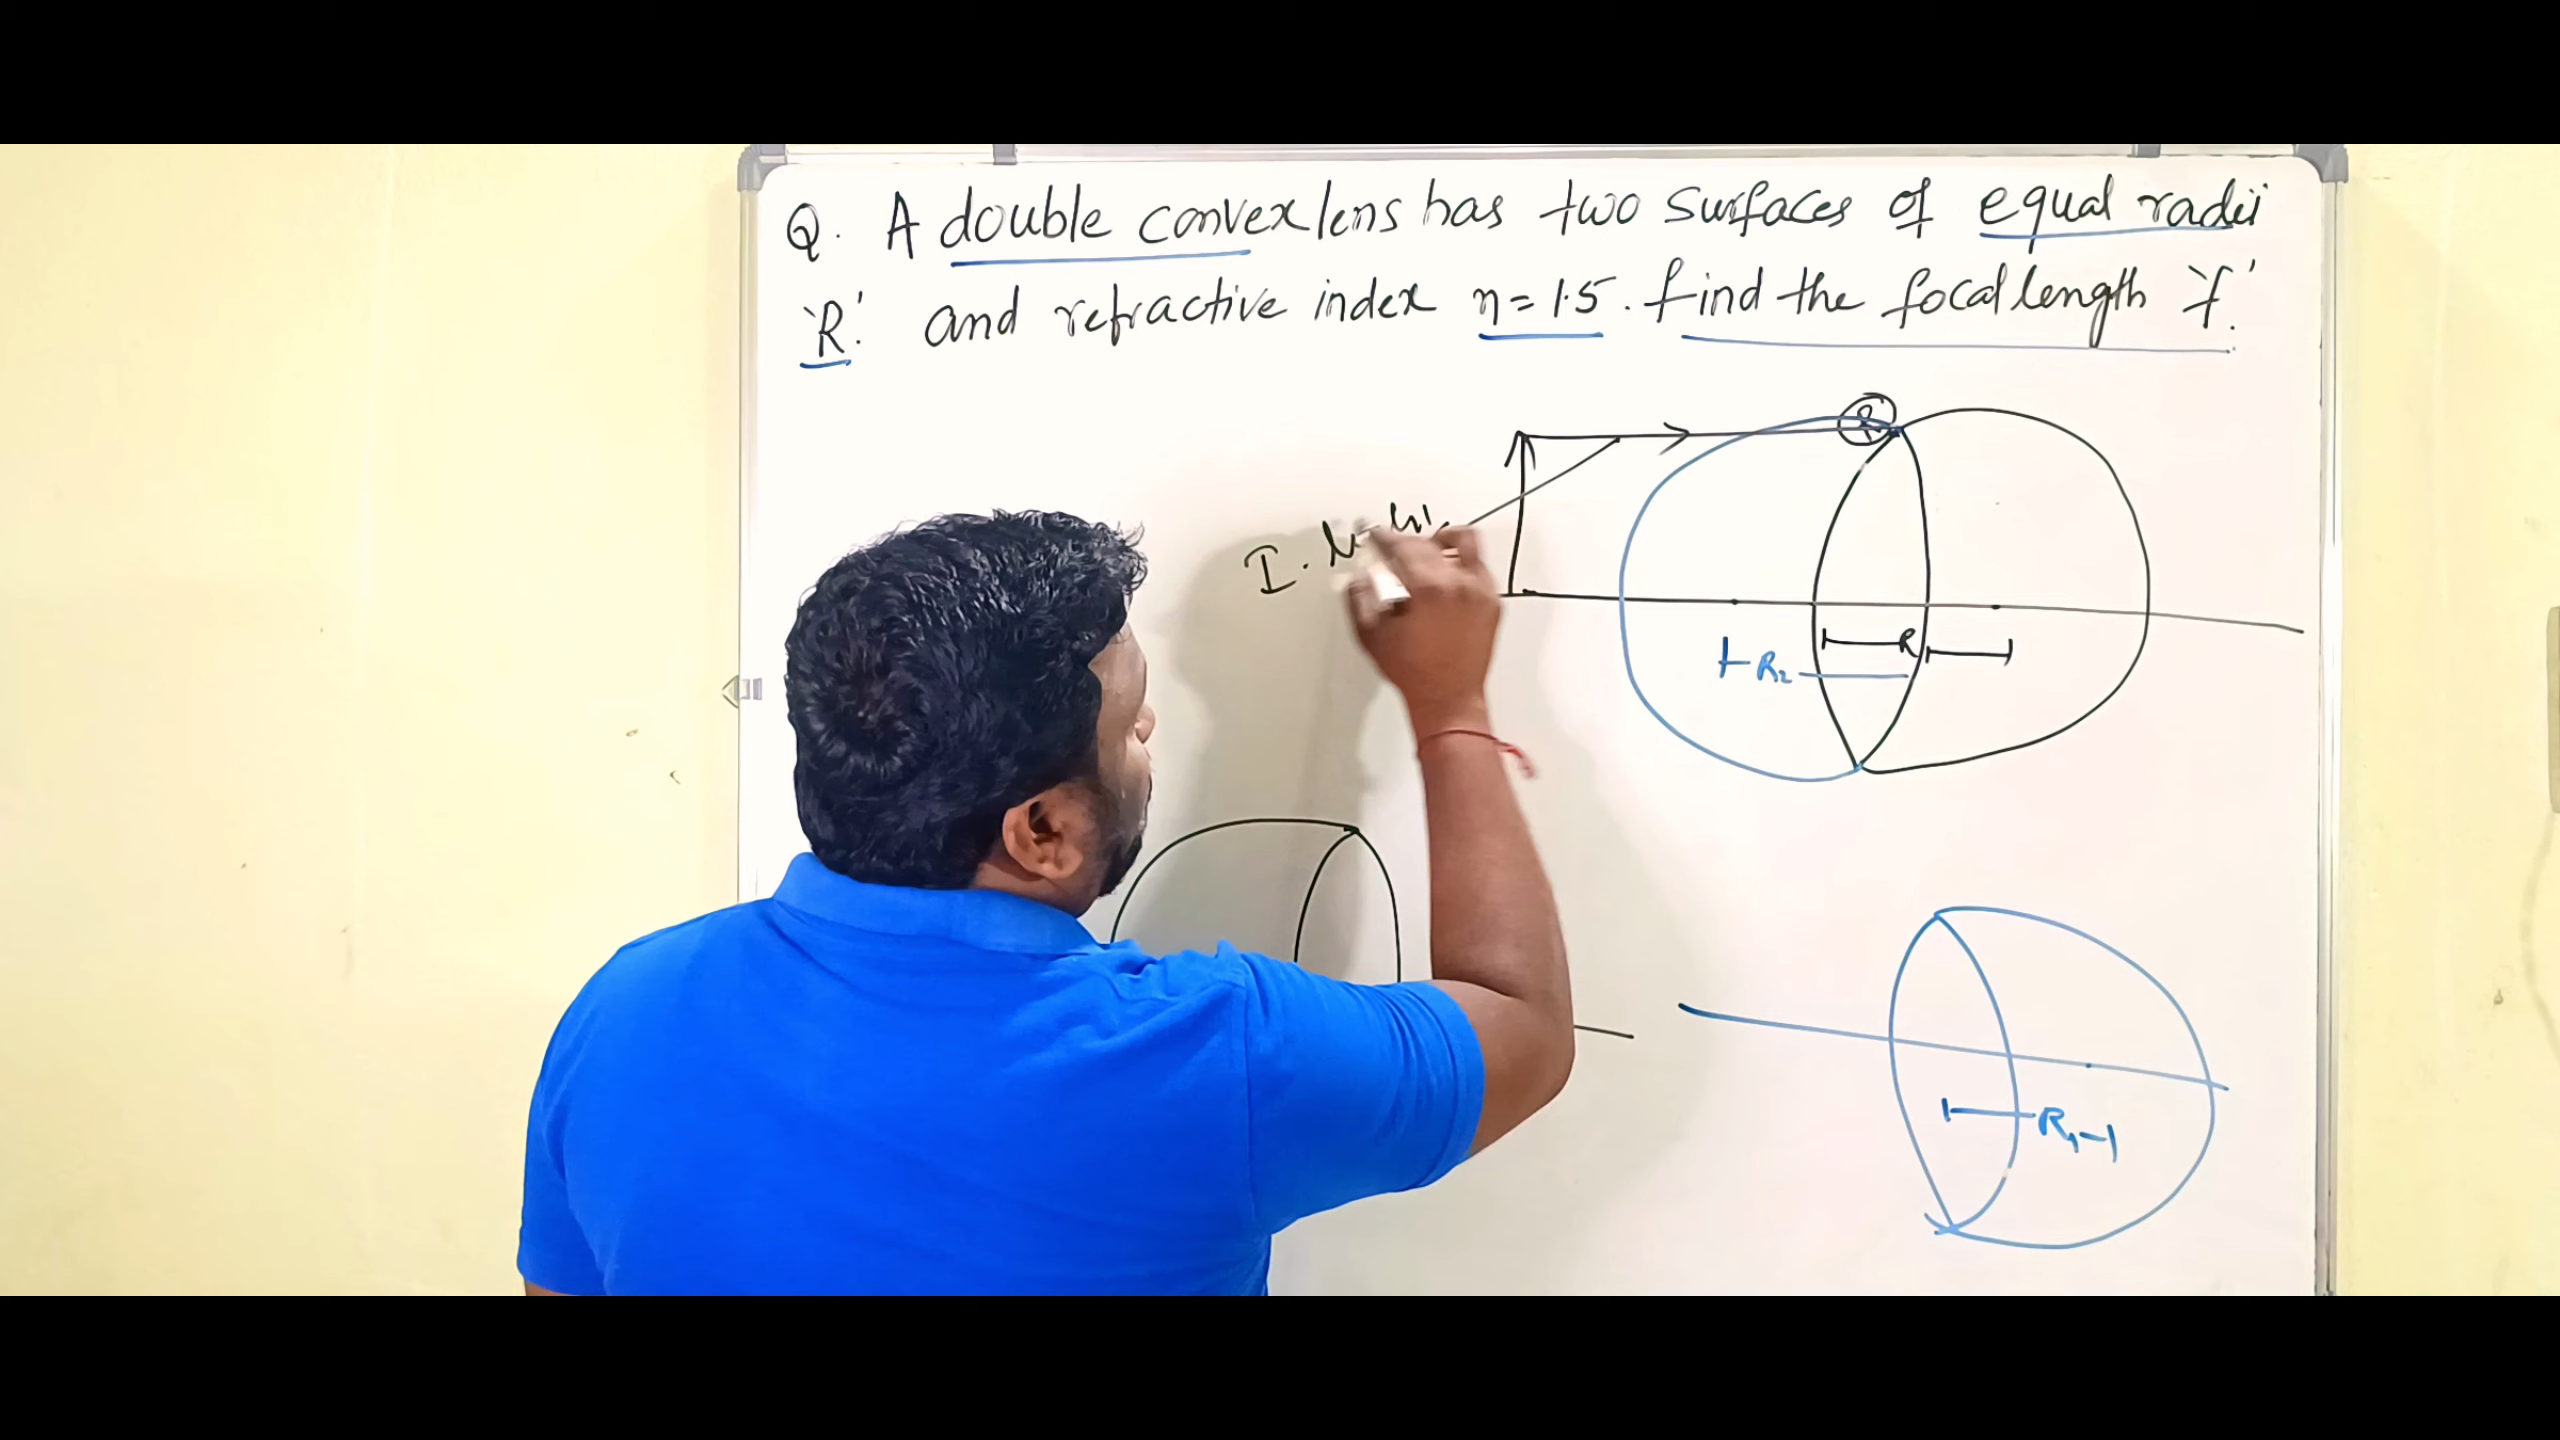 Q. A double convex lens has two surfaces of equal radii
'R'. and refractive index η = 1.5. find the focal length 'f'.
R
I.
R
R₂
R₁